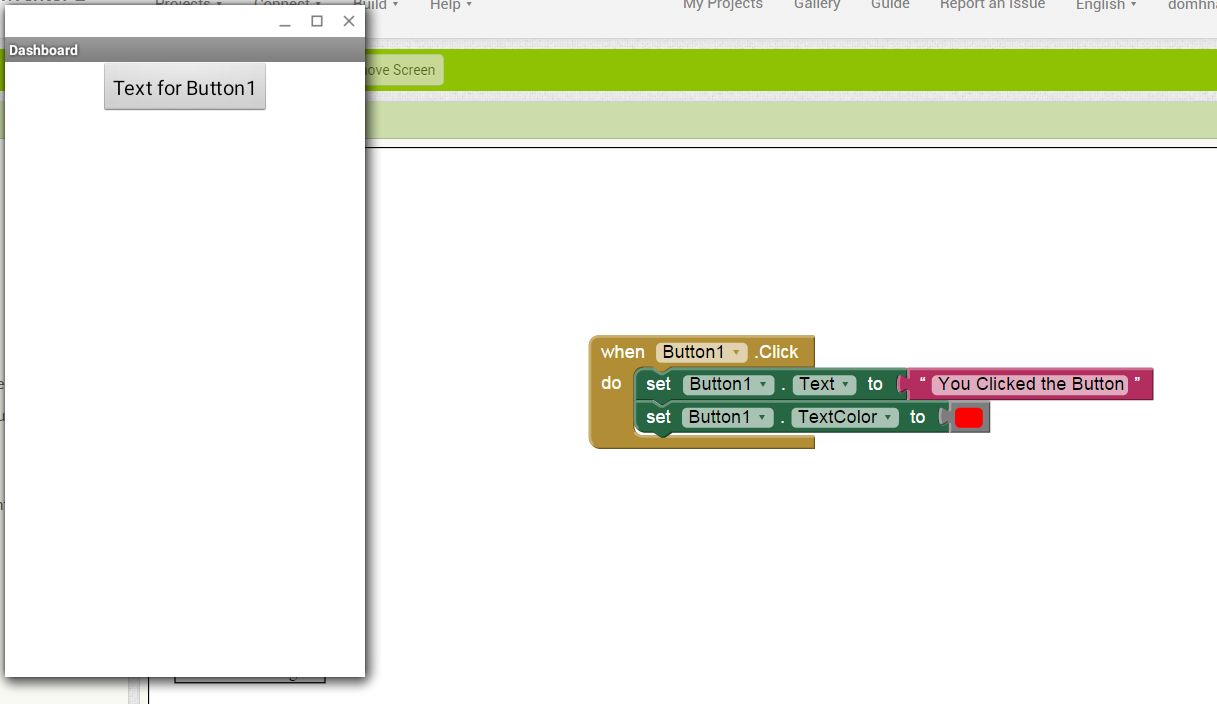 Projects Connect Build Help My Projects Gallery Guide Report an Issue English domhna
Dashboard
Text for Button1
ove Screen
when Button1 .Click
do set Button1 . Text to “ You Clicked the Button ”
set Button1 . TextColor to